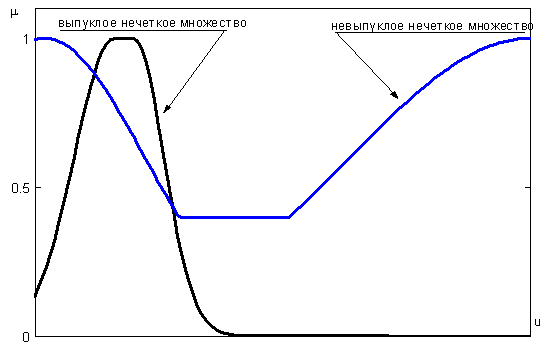 μ
выпуклое нечеткое множество
невыпуклое нечеткое множество
1
0.5
0
u